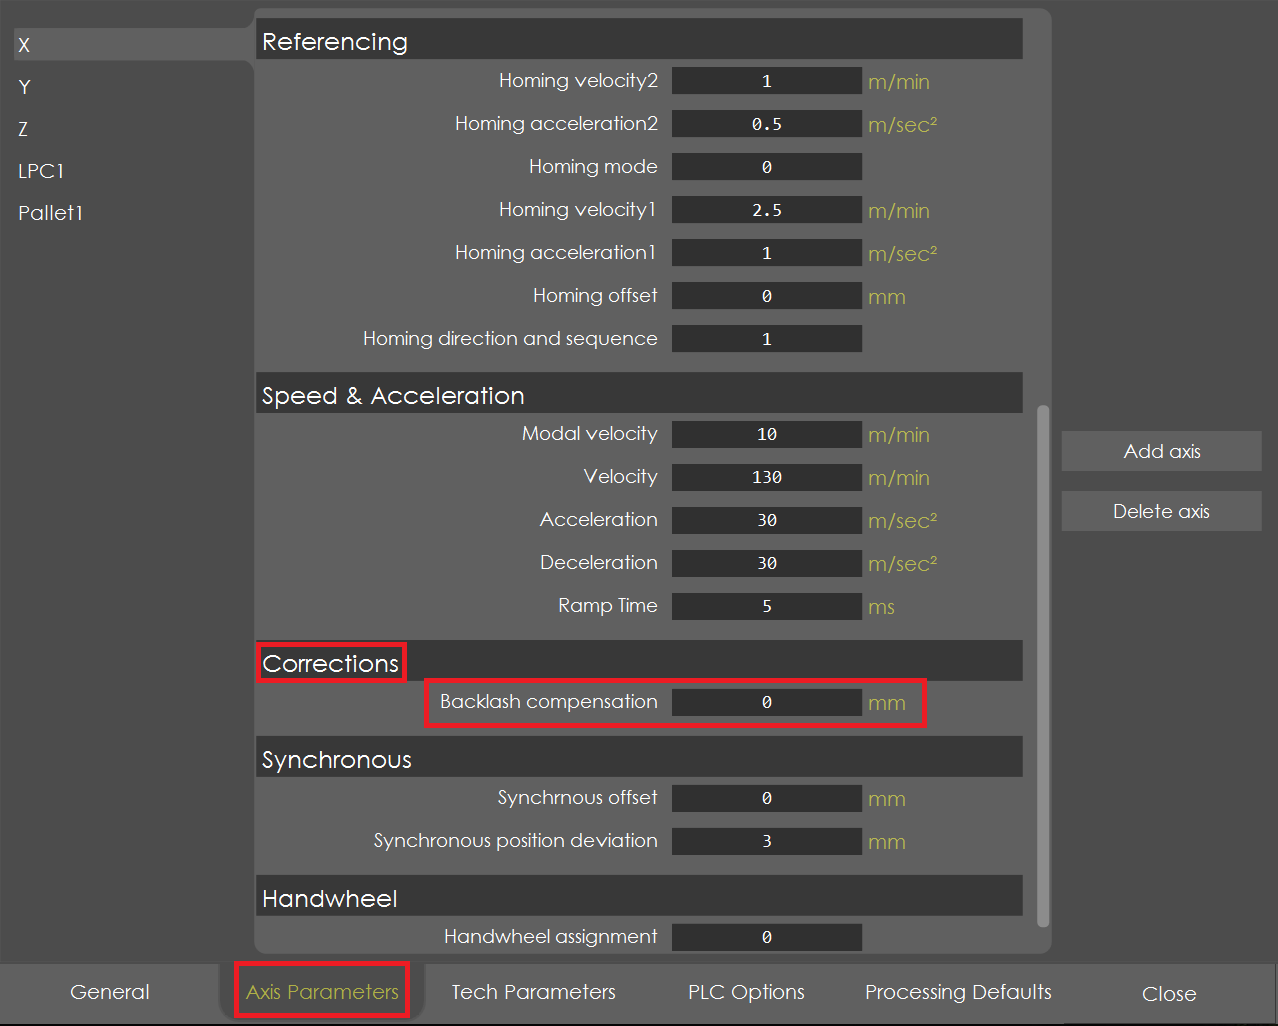 X
Y
Z
LPC1
Pallet1
Referencing
Homing velocity2 1 m/min
Homing acceleration2 0.5 m/sec²
Homing mode 0
Homing velocity1 2.5 m/min
Homing acceleration1 1 m/sec²
Homing offset 0 mm
Homing direction and sequence 1
Speed & Acceleration
Modal velocity 10 m/min
Velocity 130 m/min
Acceleration 30 m/sec²
Deceleration 30 m/sec²
Ramp Time 5 ms
Corrections
Backlash compensation 0 mm
Synchronous
Synchrnous offset 0 mm
Synchronous position deviation 3 mm
Handwheel
Handwheel assignment 0
Add axis
Delete axis
General Axis Parameters Tech Parameters PLC Options Processing Defaults Close